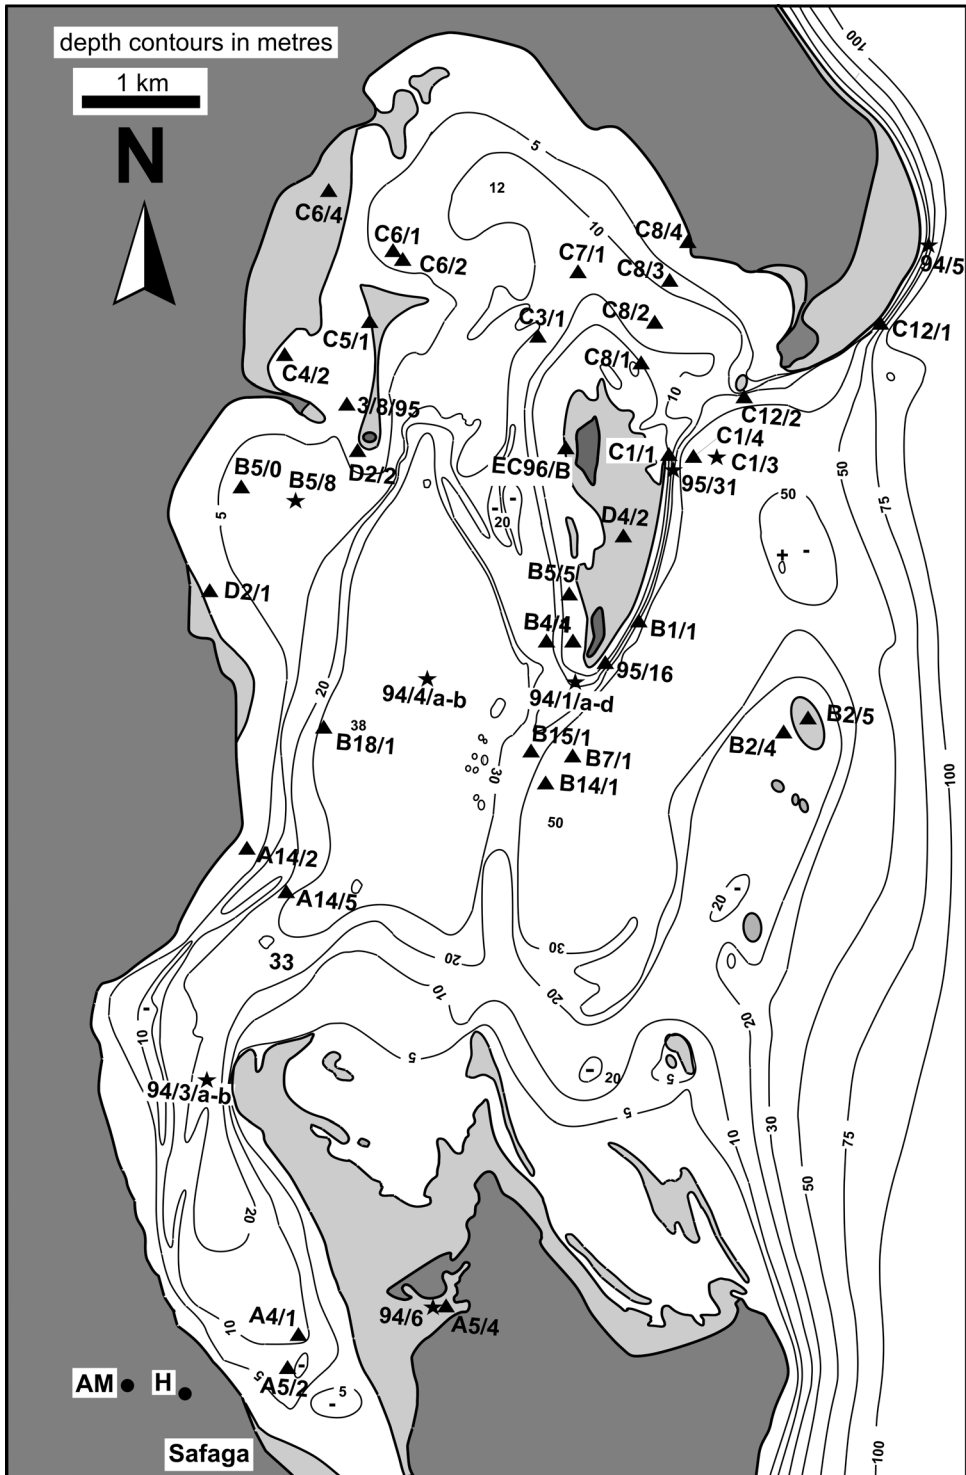 depth contours in metres
1 km
N
100
5
12
10
C6/4
C6/1
C6/2
C7/1
C8/4
C8/3
94/5
C8/2
C3/1
C5/1
C12/1
C4/2
C8/1
10
3/8/95
C12/2
D2/2
EC96/B
C1/1
C1/4
C1/3
95/31
50
75
B5/0
B5/8
5
20
50
D4/2
D2/1
B5/5
B4/4
B1/1
95/16
20
94/4/a-b
94/1/a-d
38
B18/1
B15/1
B7/1
B14/1
30
50
B2/5
B2/4
100
A14/2
A14/5
20
33
20
30
10
20
20
10
5
20
5
94/3/a-b
5
10
30
75
50
20
94/6
A5/4
A4/1
10
5
A5/2
5
AM
H
Safaga
100